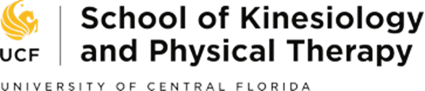 School of Kinesiology
and Physical Therapy
UCF
UNIVERSITY OF CENTRAL FLORIDA